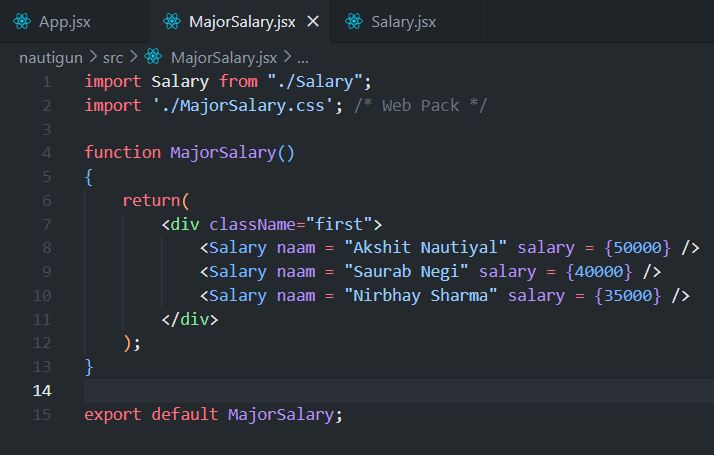 App.jsx MajorSalary.jsx × Salary.jsx
nautigun > src > MajorSalary.jsx > ...
1 import Salary from "./Salary";
2 import './MajorSalary.css'; /* Web Pack */
3
4 function MajorSalary()
5 {
6     return(
7         <div className="first">
8             <Salary naam = "Akshit Nautiyal" salary = {50000} />
9             <Salary naam = "Saurab Negi" salary = {40000} />
10             <Salary naam = "Nirbhay Sharma" salary = {35000} />
11         </div>
12     );
13 }
14
15 export default MajorSalary;